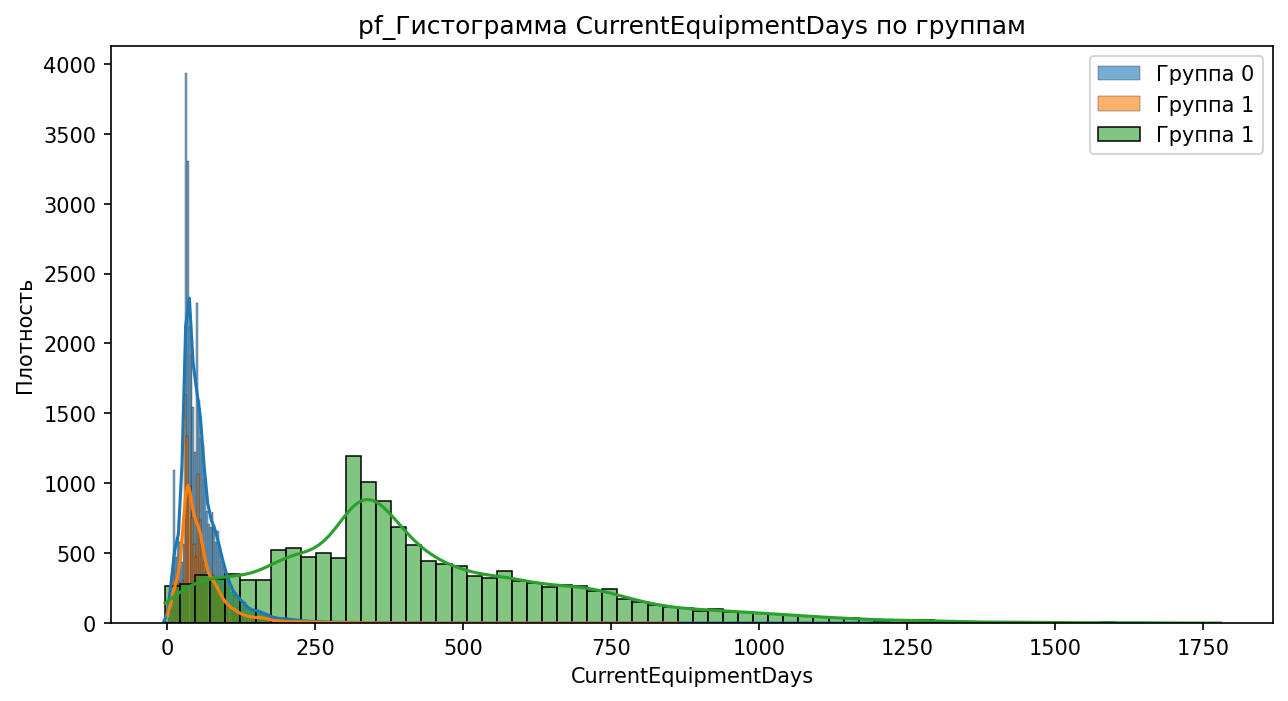 pf_Гистограмма CurrentEquipmentDays по группам
Группа 0
Группа 1
Группа 1
Плотность
4000
3500
3000
2500
2000
1500
1000
500
0
0 250 500 750 1000 1250 1500 1750
CurrentEquipmentDays